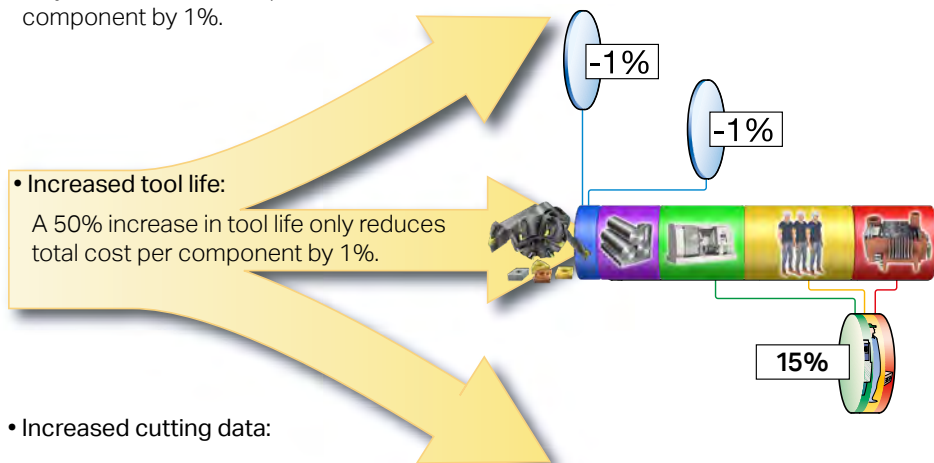 component by 1%.
-1%
-1%
• Increased tool life:
A 50% increase in tool life only reduces
total cost per component by 1%.
15%
• Increased cutting data: